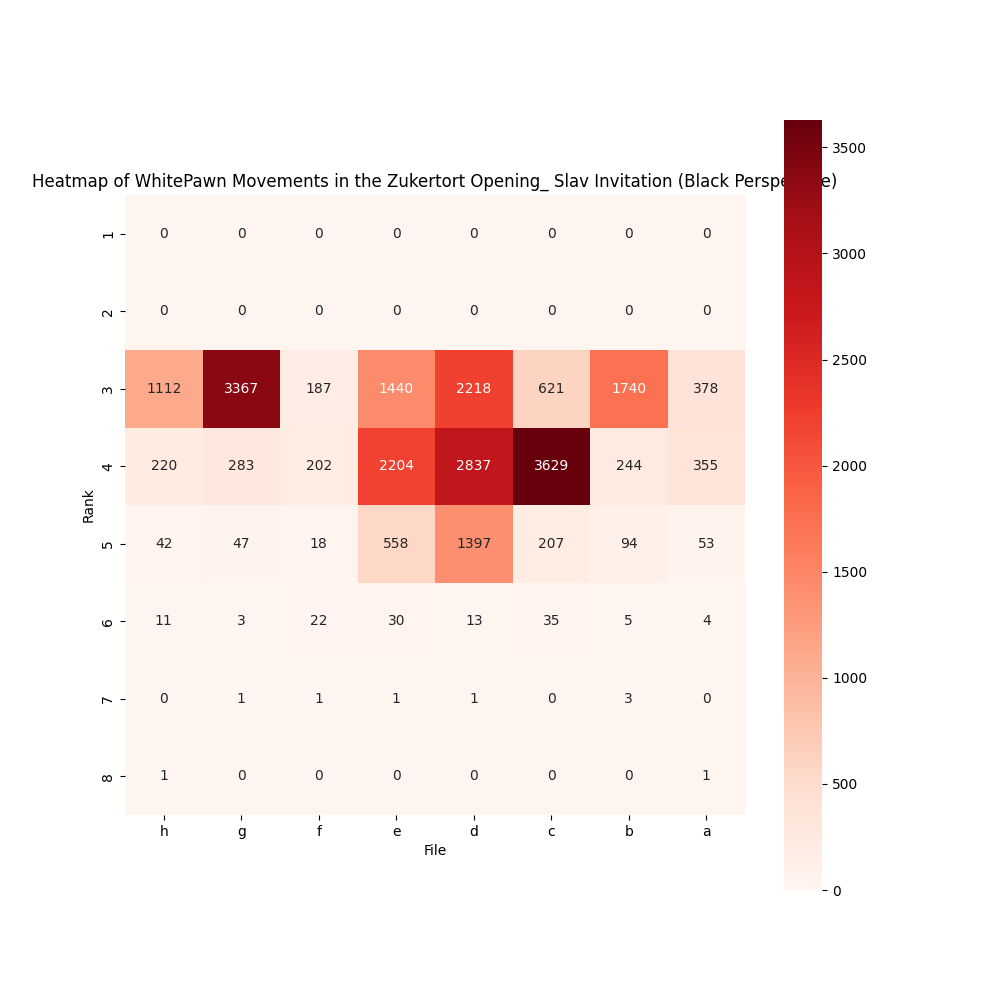 Heatmap of WhitePawn Movements in the Zukertort Opening_ Slav Invitation (Black Perspe e)
1 0 0 0 0 0 0 0 0
2 0 0 0 0 0 0 0 0
3 1112 3367 187 1440 2218 621 1740 378
4 220 283 202 2204 2837 3629 244 355
5 42 47 18 558 1397 207 94 53
6 11 3 22 30 13 35 5 4
7 0 1 1 1 1 0 3 0
8 1 0 0 0 0 0 0 1
h g f e d c b a
File
Rank
3500
3000
2500
2000
1500
1000
500
0